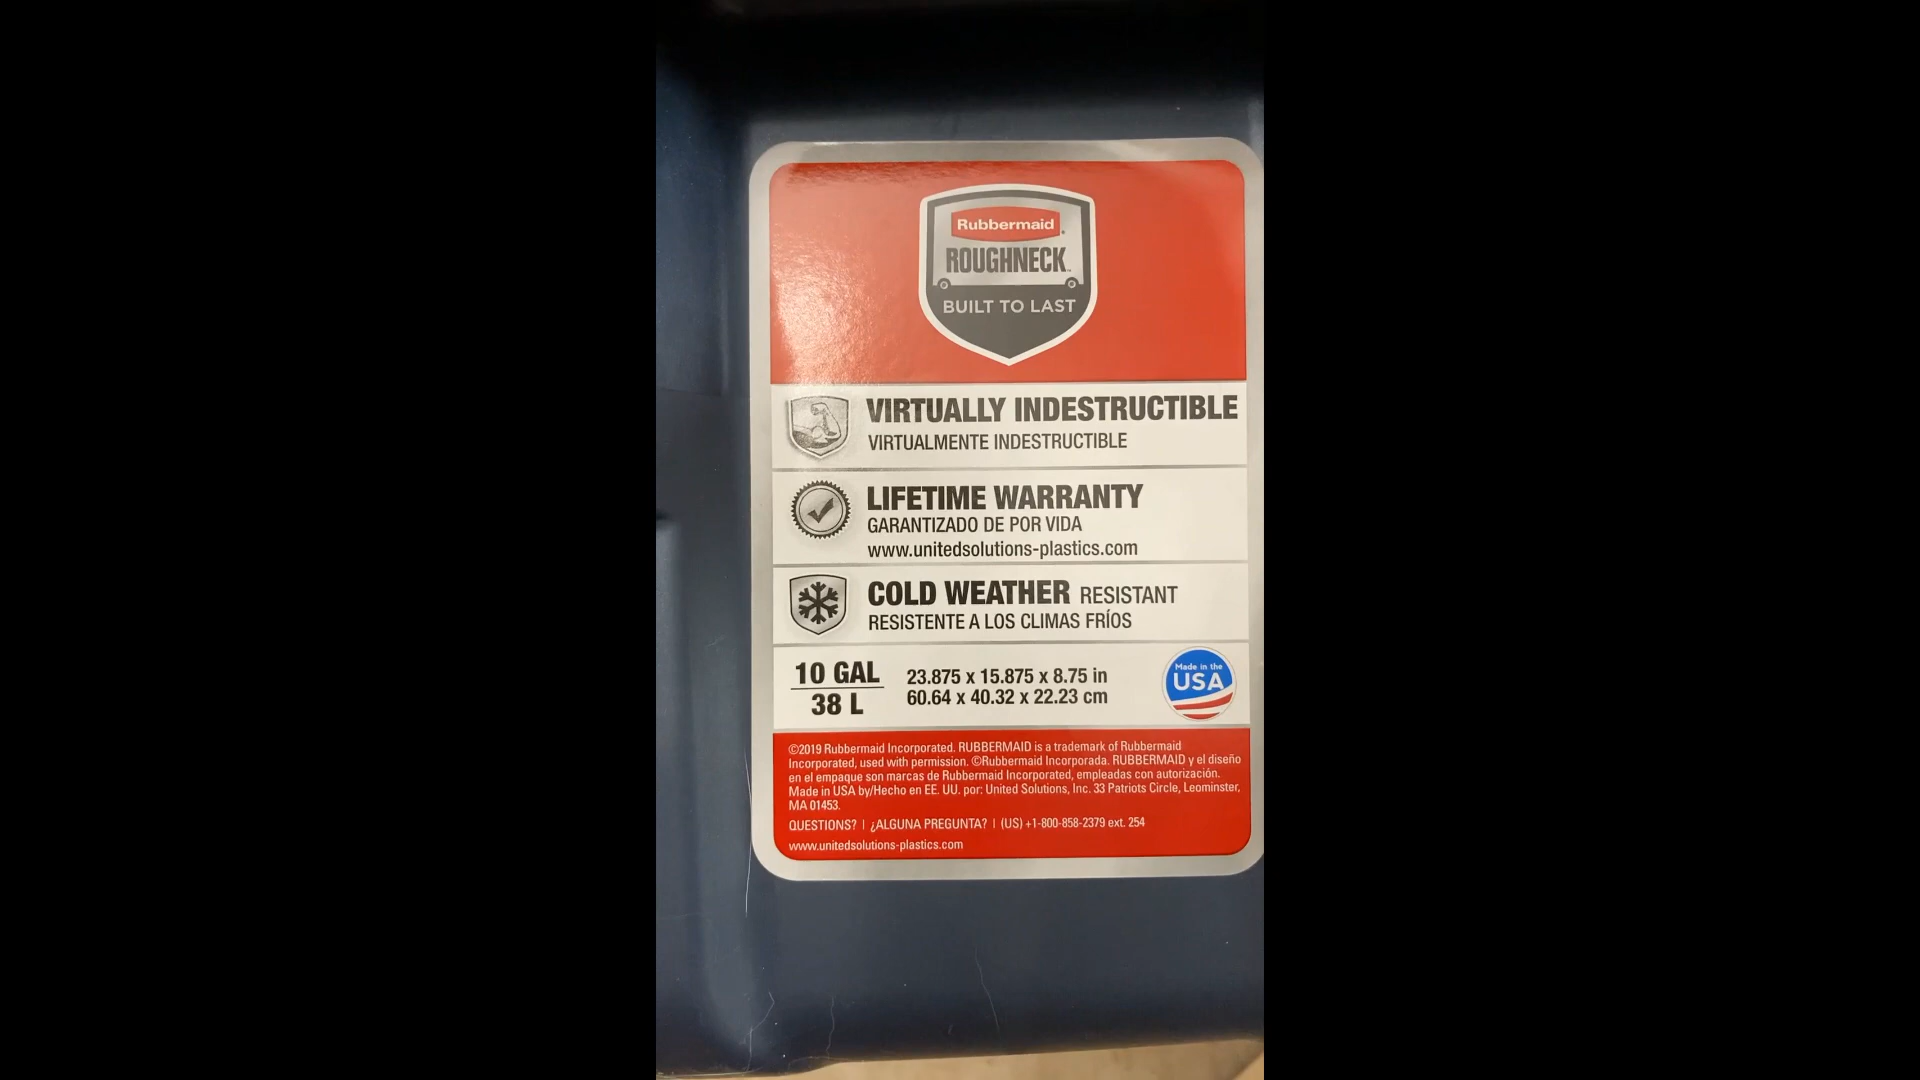 Rubbermaid®
ROUGHNECK™
BUILT TO LAST
VIRTUALLY INDESTRUCTIBLE
VIRTUALMENTE INDESTRUCTIBLE
LIFETIME WARRANTY
GARANTIZADO DE POR VIDA
www.unitedsolutions-plastics.com
COLD WEATHER RESISTANT
RESISTENTE A LOS CLIMAS FRÍOS
10 GAL
38 L
23.875 x 15.875 x 8.75 in
60.64 x 40.32 x 22.23 cm
Made in the
USA
©2019 Rubbermaid Incorporated. RUBBERMAID is a trademark of Rubbermaid
Incorporated, used with permission. ©Rubbermaid Incorporada. RUBBERMAID y el diseño
en el empaque son marcas de Rubbermaid Incorporated, empleadas con autorización.
Made in USA by/Hecho en EE. UU. por: United Solutions, Inc. 33 Patriots Circle, Leominster,
MA 01453.
QUESTIONS? | ¿ALGUNA PREGUNTA? | (US) +1-800-858-2379 ext. 254
www.unitedsolutions-plastics.com